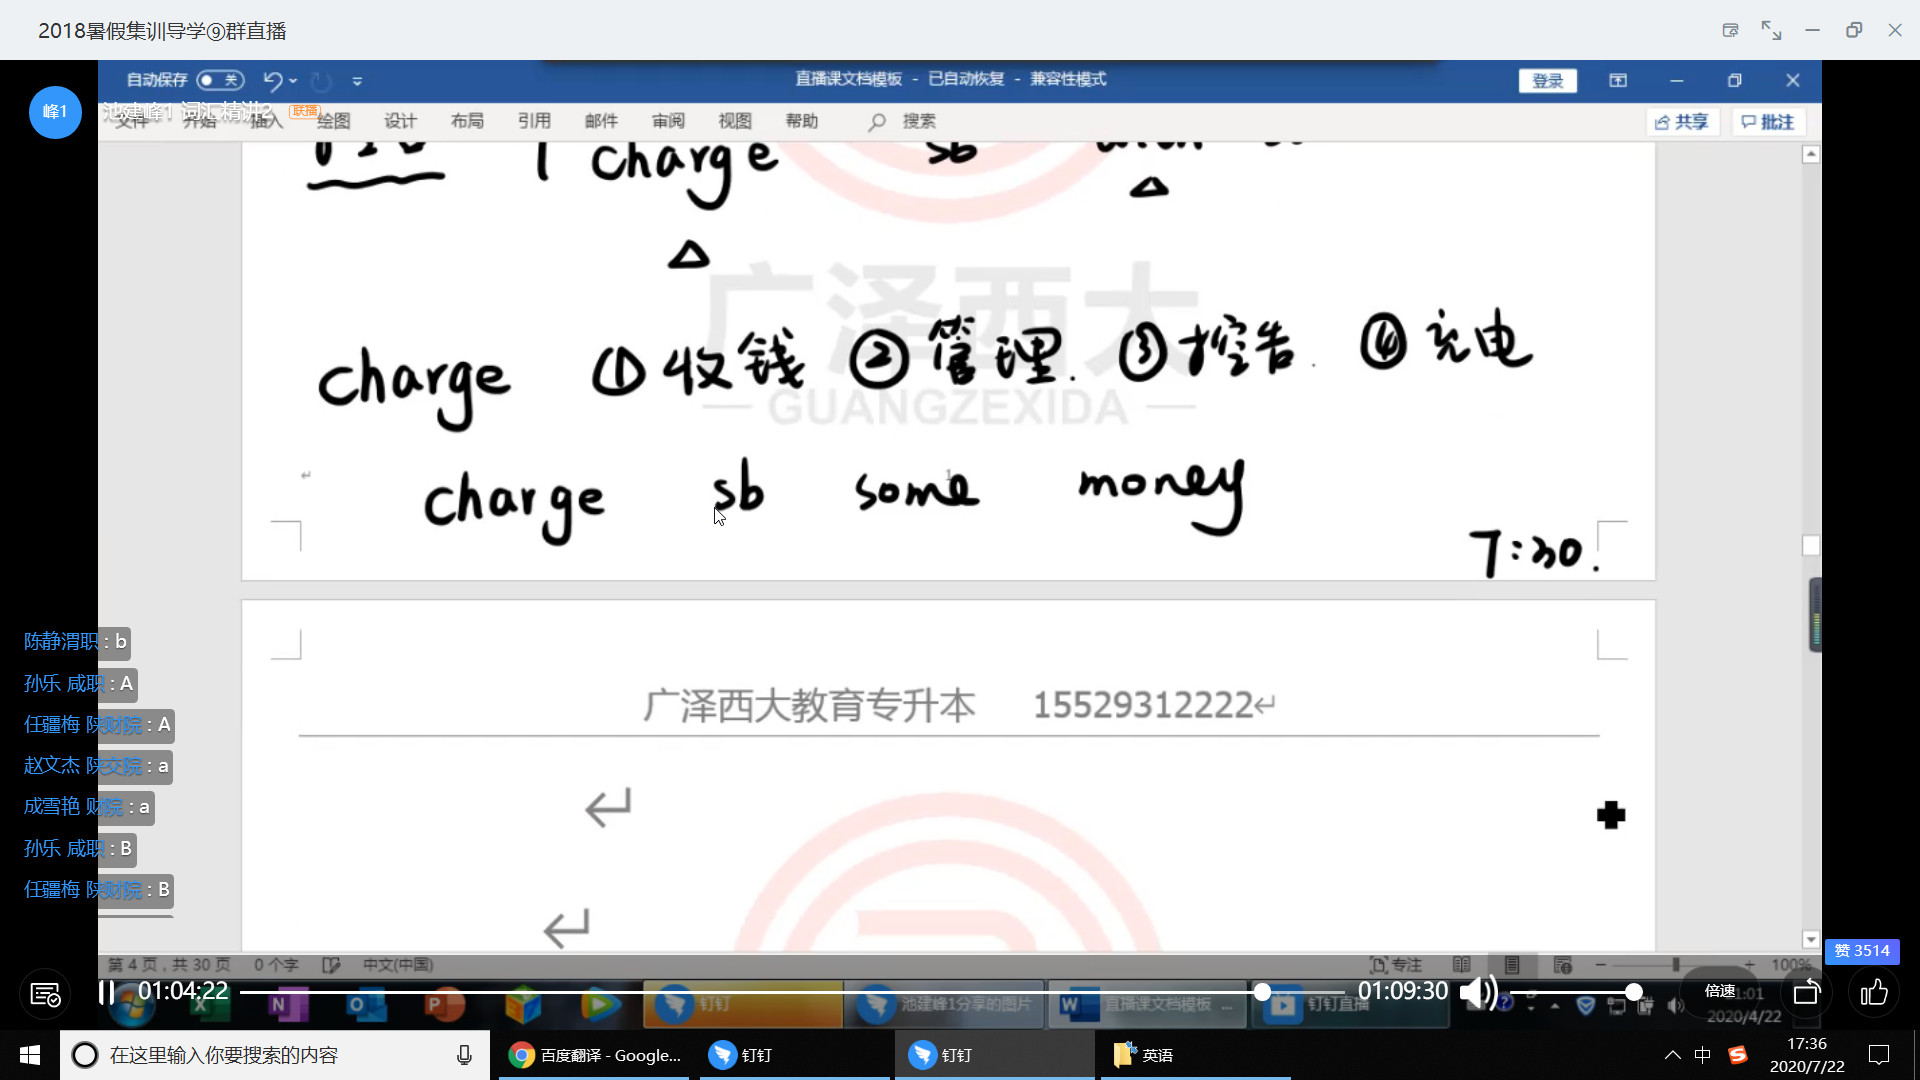 2018暑假集训导学⑨群直播
自动保存 关
直播课文档模板 - 已自动恢复 - 兼容性模式
登录
峰1
池建峰1 词汇精讲2 联播
文件 开始 插入 绘图 设计 布局 引用 邮件 审阅 视图 帮助 搜索
共享 批注
charge sb
广泽西大
GUANGZEXIDA
charge ①收钱 ②管理. ③控告. ④充电
charge sb some money
7:30.
陈静渭职 : b
孙乐 咸职 : A
任疆梅 陕财院 : A
赵文杰 陕交院 : a
成雪艳 财院 : a
孙乐 咸职 : B
任疆梅 陕财院 : B
广泽西大教育专升本 15529312222
赞 3514
第 4 页，共 30 页 0 个字 中文(中国)
专注 100%
01:04:22
01:09:30
倍速
钉钉
池建峰1分享的图片
直播课文档模板 ...
钉钉直播
2020/4/22
在这里输入你要搜索的内容
百度翻译 - Google...
钉钉
钉钉
英语
中
17:36
2020/7/22